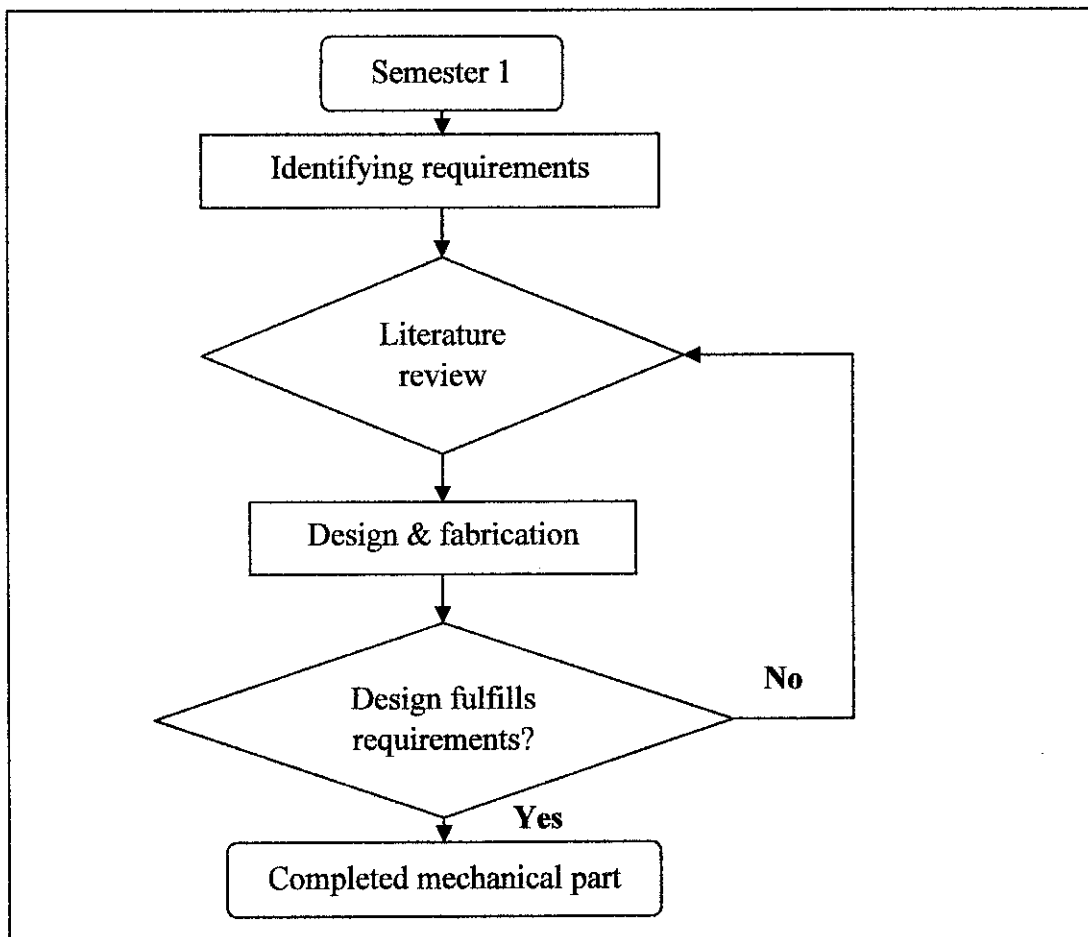 Semester 1
Identifying requirements
Literature
review
Design & fabrication
No
Design fulfills
requirements?
Yes
Completed mechanical part